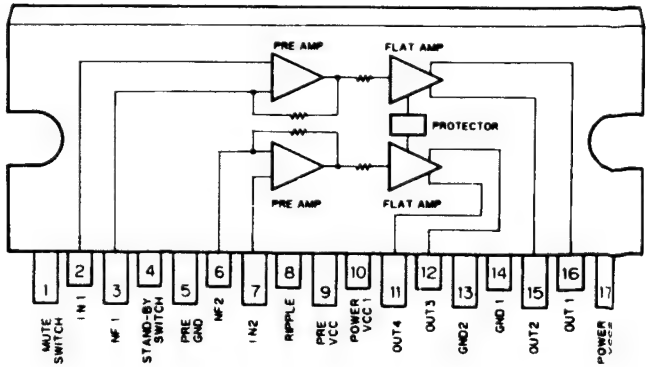 PRE AMP
FLAT AMP
PROTECTOR
PRE AMP
FLAT AMP
1
2
3
4
5
6
7
8
9
10
11
12
13
14
15
16
17
MUTE
SWITCH
IN 1
NF 1
STAND-BY
SWITCH
PRE
GND
NF2
IN2
RIPPLE
PRE
VCC
POWER
VCC 1
OUT4
OUT3
GND2
GND 1
OUT2
OUT 1
POWER